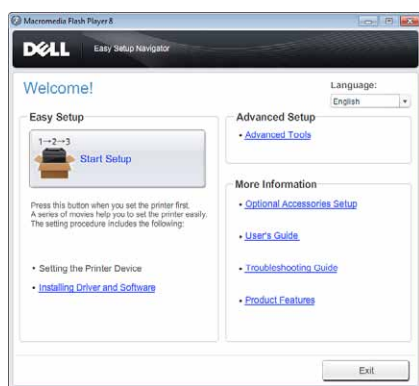 Macromedia Flash Player 8
DELL Easy Setup Navigator
Welcome!
Language:
English
Easy Setup
1→2→3
Start Setup
Press this button when you set the printer first.
A series of movies help you to set the printer easily.
The setting procedure includes the following:
• Setting the Printer Device
• Installing Driver and Software
Advanced Setup
• Advanced Tools
More Information
• Optional Accessories Setup
• User's Guide
• Troubleshooting Guide
• Product Features
Exit